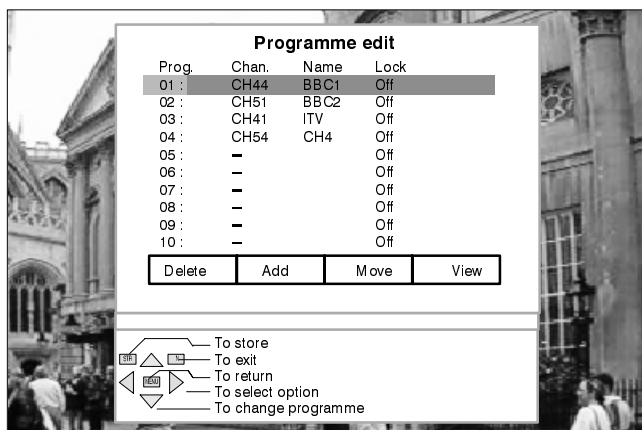 Programme edit
Prog. Chan. Name Lock
01 : CH44 BBC1 Off
02 : CH51 BBC2 Off
03 : CH41 ITV Off
04 : CH54 CH4 Off
05 : – Off
06 : – Off
07 : – Off
08 : – Off
09 : – Off
10 : – Off
Delete Add Move View
To store
STR N To exit
MENU To return
To select option
To change programme